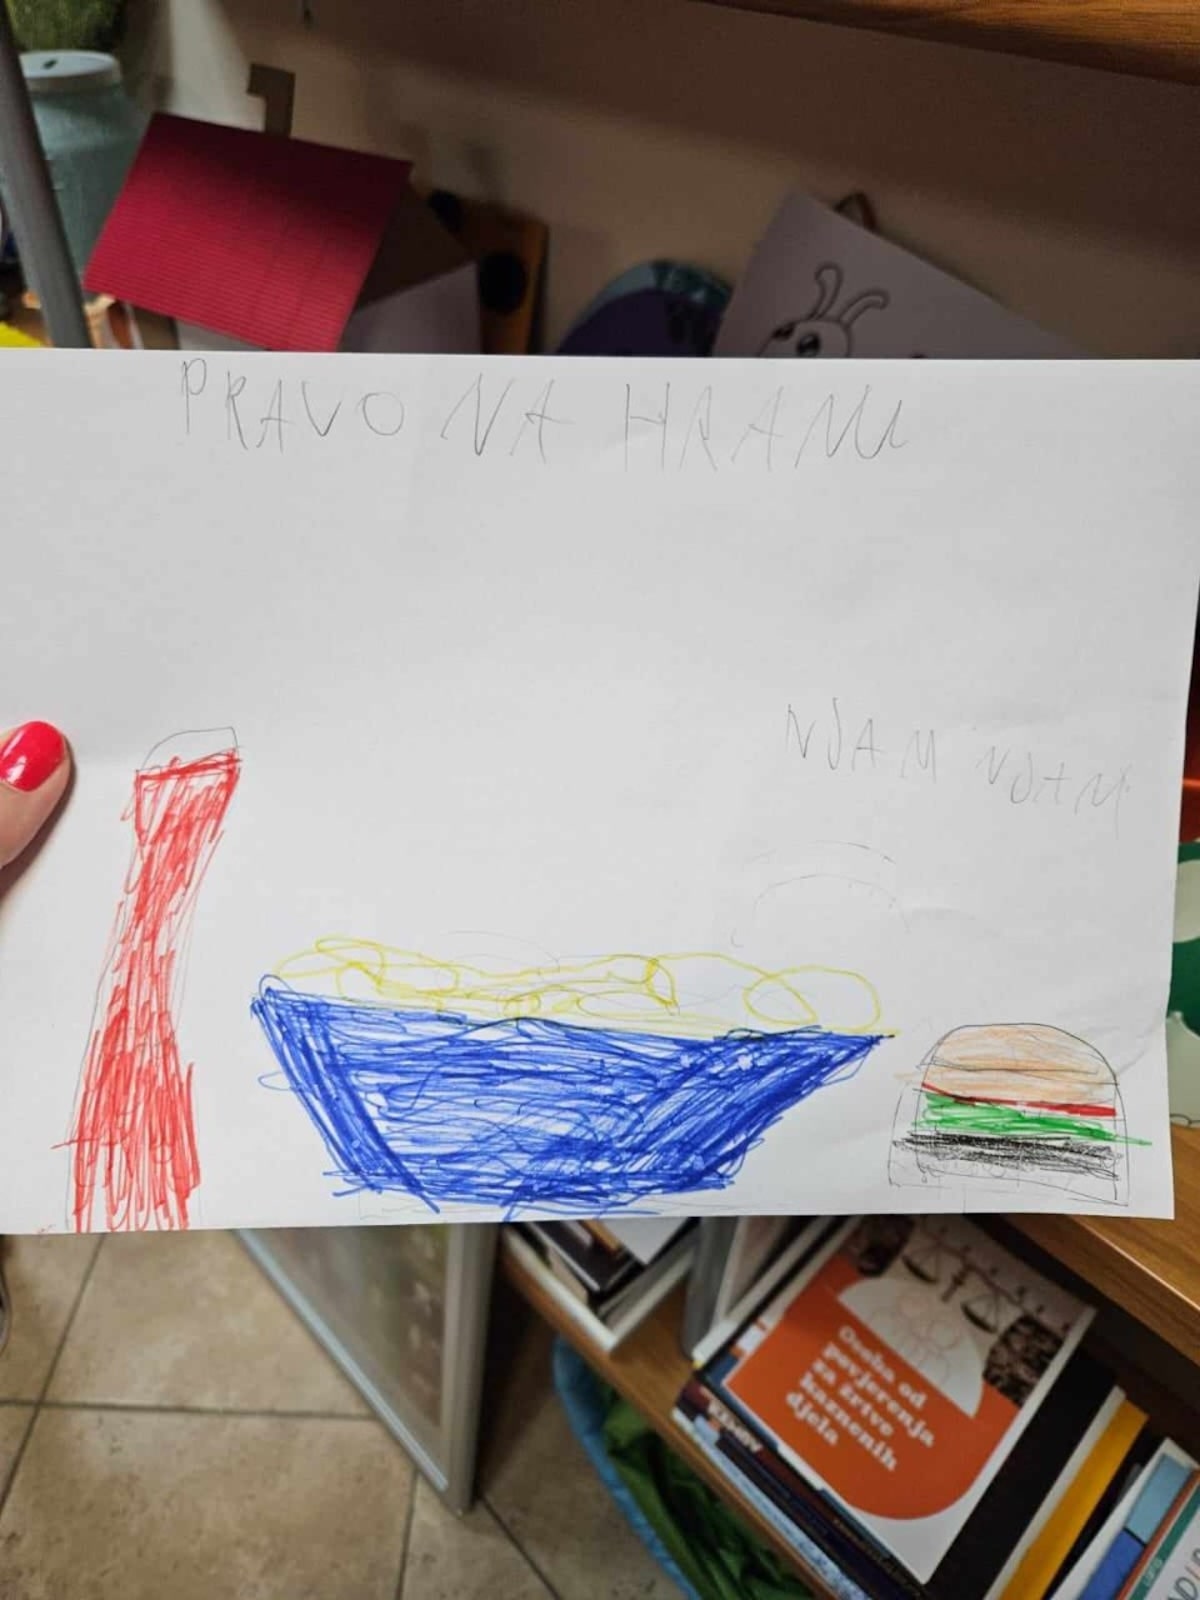 PRAVO NA HRANU
NJAM NJAM
Osoba od
povjerenja
za žrtve
kaznenih
djela